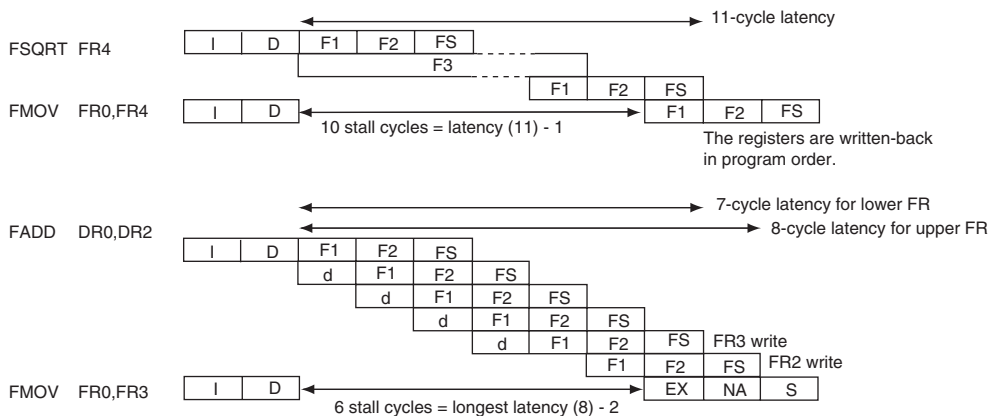 11-cycle latency
FSQRT FR4 I D F1 F2 FS
F3
F1 F2 FS
FMOV FR0,FR4 I D F1 F2 FS
10 stall cycles = latency (11) - 1
The registers are written-back
in program order.
7-cycle latency for lower FR
8-cycle latency for upper FR
FADD DR0,DR2 I D F1 F2 FS
d F1 F2 FS
d F1 F2 FS
d F1 F2 FS
d F1 F2 FS FR3 write
F1 F2 FS FR2 write
FMOV FR0,FR3 I D EX NA S
6 stall cycles = longest latency (8) - 2